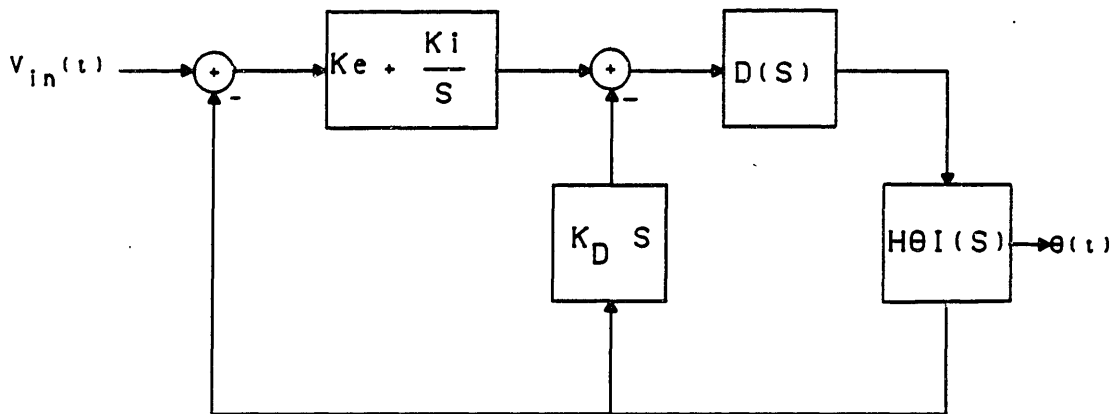 V_in(t)
+
-
Ke + Ki/S
+
-
D(S)
K_D S
HΘI(S)
Θ(t)